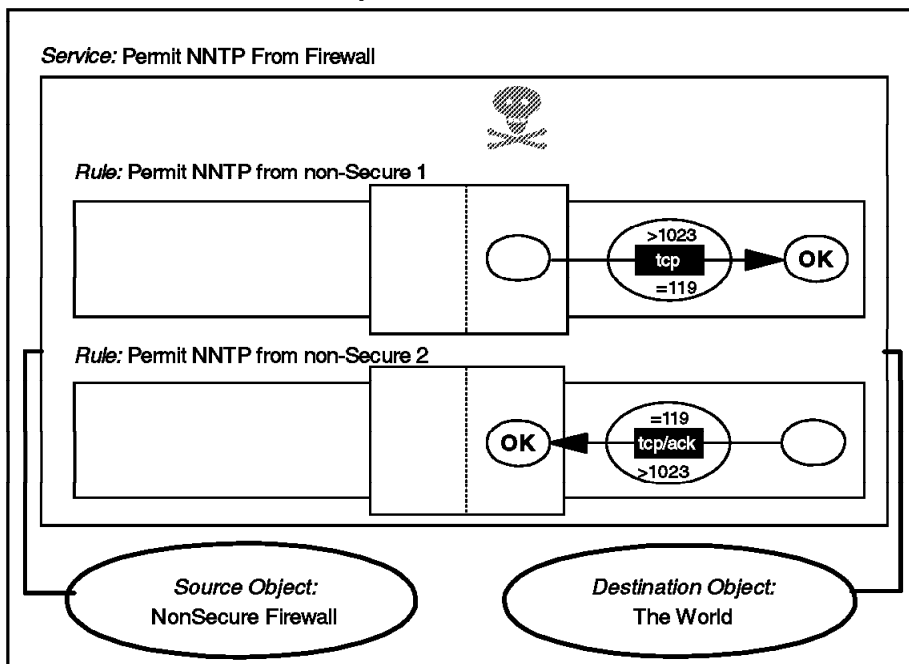 Service: Permit NNTP From Firewall
Rule: Permit NNTP from non-Secure 1
>1023
tcp
=119
OK
Rule: Permit NNTP from non-Secure 2
OK
=119
tcp/ack
>1023
Source Object:
NonSecure Firewall
Destination Object:
The World